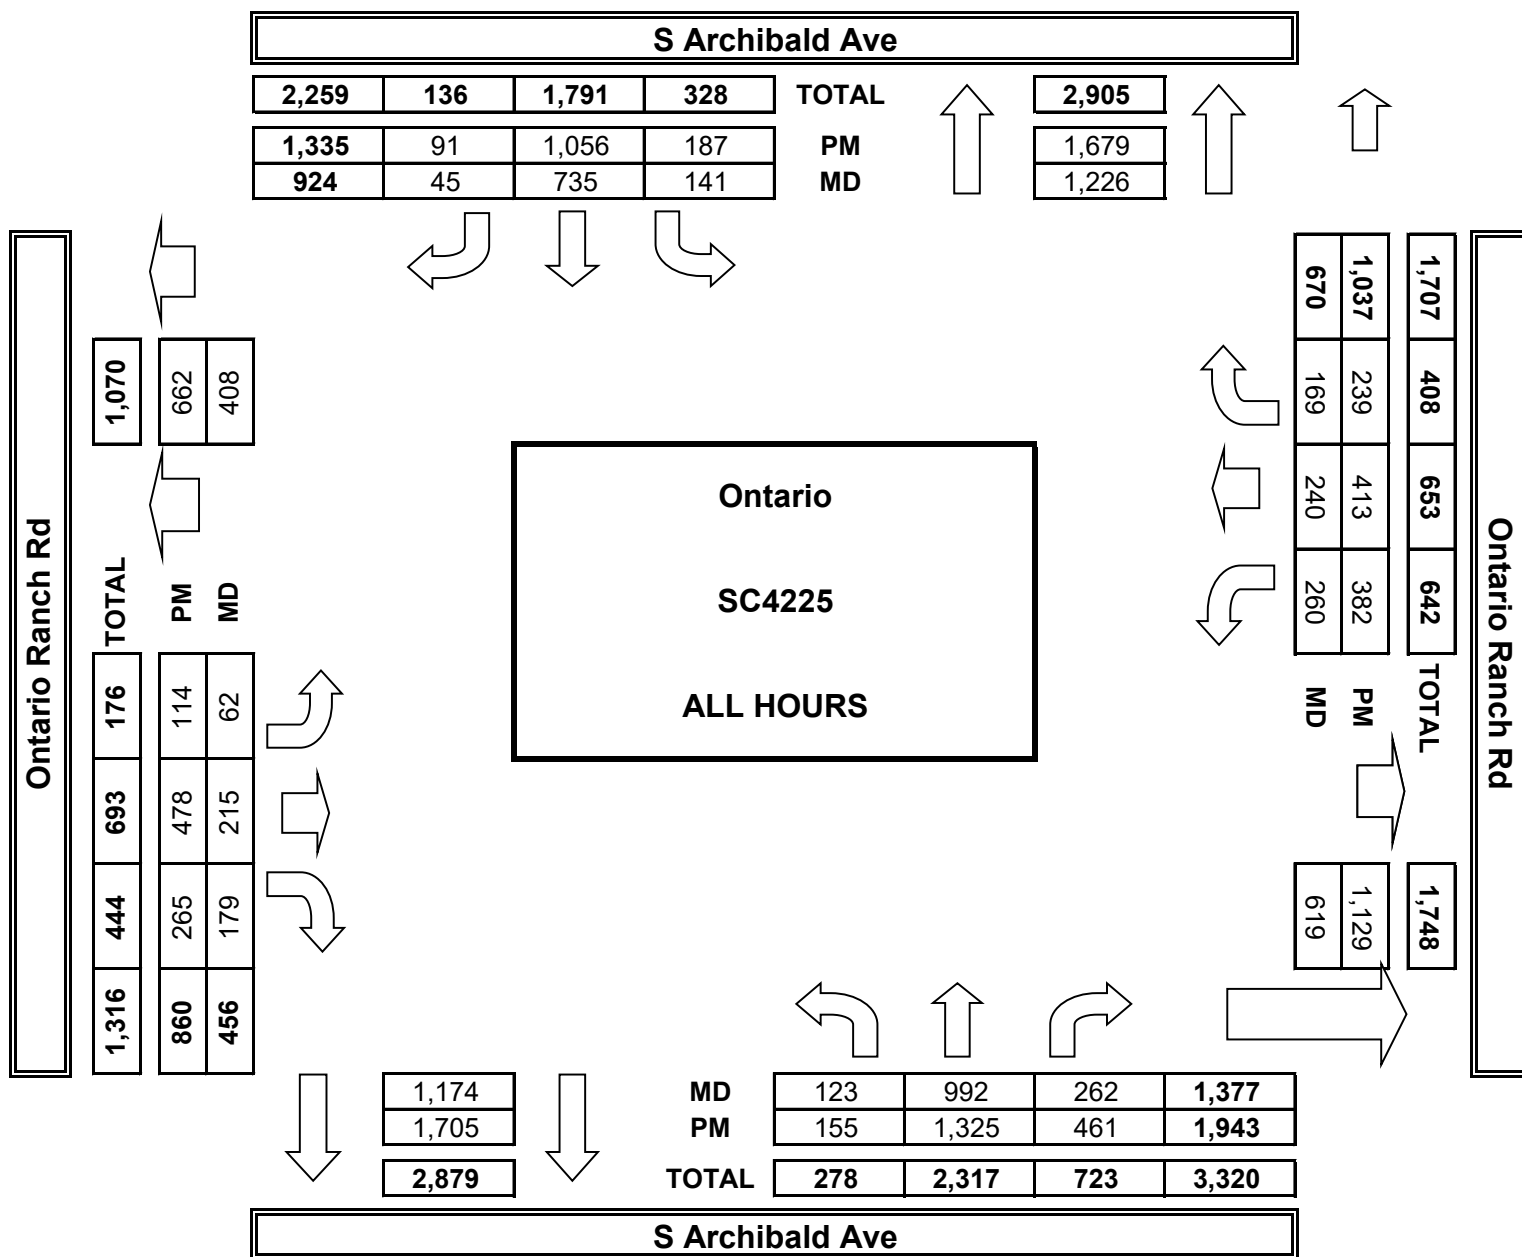 S Archibald Ave
2,259 136 1,791 328 TOTAL 2,905
1,335 91 1,056 187 PM 1,679
924 45 735 141 MD 1,226
Ontario Ranch Rd
1,070 662 408
TOTAL PM MD
176 114 62
693 478 215
444 265 179
1,316 860 456
Ontario
SC4225
ALL HOURS
670 1,037 1,707
169 239 408
240 413 653
260 382 642
MD PM TOTAL
619 1,129 1,748
Ontario Ranch Rd
1,174 MD 123 992 262 1,377
1,705 PM 155 1,325 461 1,943
2,879 TOTAL 278 2,317 723 3,320
S Archibald Ave